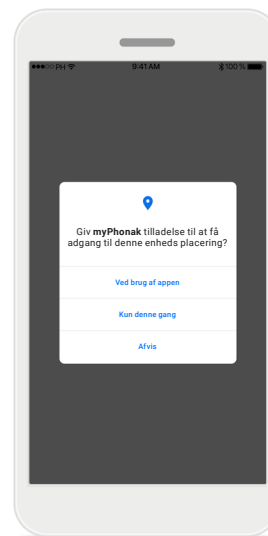 PH 9:41 AM 100 %
Giv myPhonak tilladelse til at få
adgang til denne enheds placering?
Ved brug af appen
Kun denne gang
Afvis